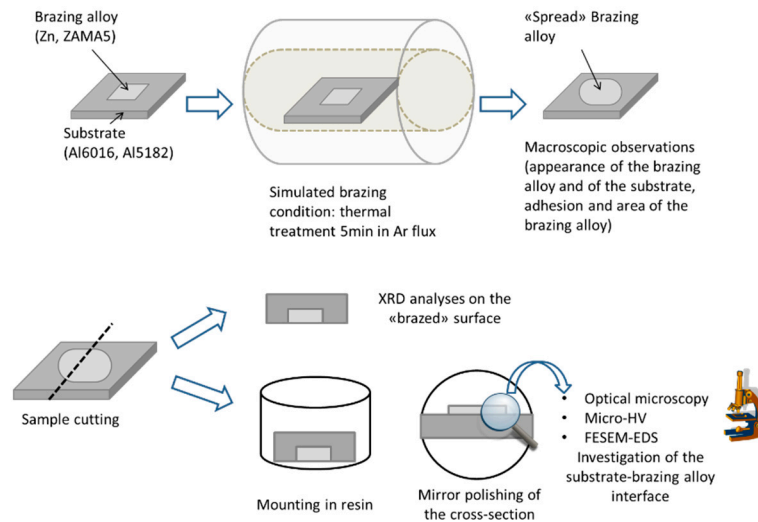 Brazing alloy
(Zn, ZAMA5)
Substrate
(Al6016, Al5182)
Simulated brazing
condition: thermal
treatment 5min in Ar flux
«Spread» Brazing
alloy
Macroscopic observations
(appearance of the brazing
alloy and of the substrate,
adhesion and area of the
brazing alloy)
Sample cutting
XRD analyses on the
«brazed» surface
Mounting in resin
Mirror polishing of
the cross-section
• Optical microscopy
• Micro-HV
• FESEM-EDS
Investigation of the
substrate-brazing alloy
interface